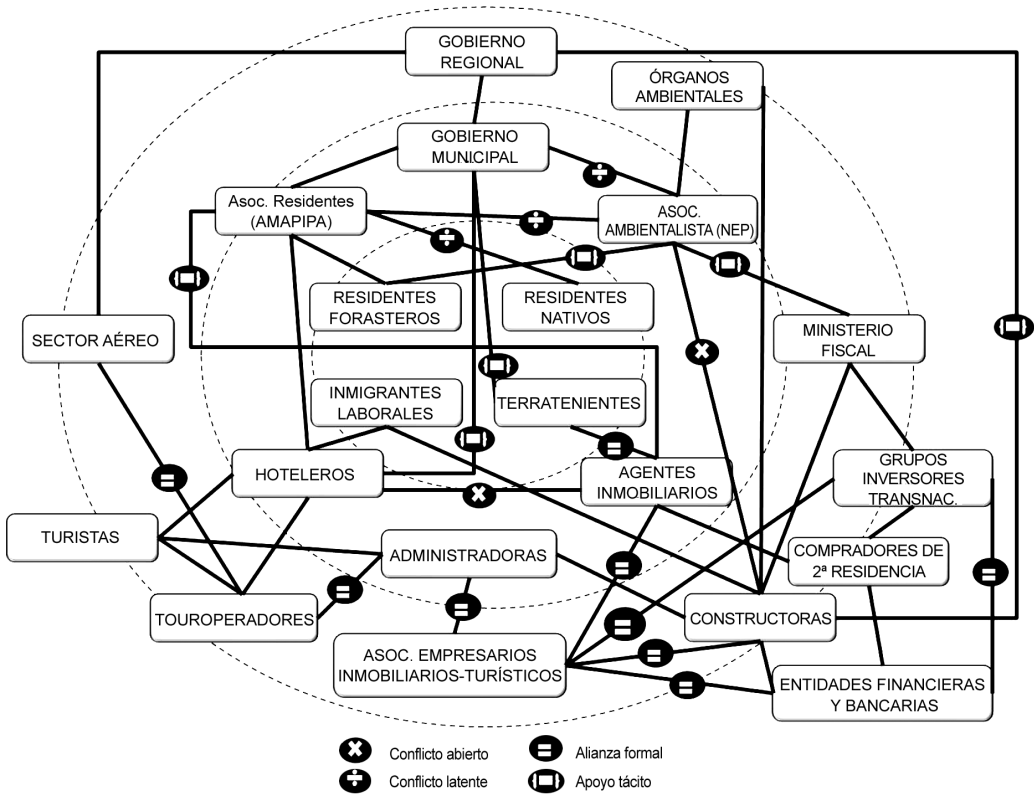 GOBIERNO
REGIONAL
ÓRGANOS
AMBIENTALES
GOBIERNO
MUNICIPAL
Asoc. Residentes
(AMAPIPA)
ASOC.
AMBIENTALISTA (NEP)
RESIDENTES
FORASTEROS
RESIDENTES
NATIVOS
SECTOR AÉREO
MINISTERIO
FISCAL
INMIGRANTES
LABORALES
TERRATENIENTES
HOTELEROS
AGENTES
INMOBILIARIOS
GRUPOS
INVERSORES
TRANSNAC.
TURISTAS
ADMINISTRADORAS
COMPRADORES DE
2ª RESIDENCIA
TOUROPERADORES
CONSTRUCTORAS
ASOC. EMPRESARIOS
INMOBILIARIOS-TURÍSTICOS
ENTIDADES FINANCIERAS
Y BANCARIAS
Conflicto abierto
Alianza formal
Conflicto latente
Apoyo tácito